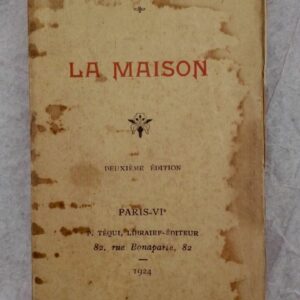 LA MAISON
DEUXIÈME ÉDITION
PARIS-VIᵉ
P. TÉQUI, LIBRAIRE-ÉDITEUR
82, rue Bonaparte, 82
1924